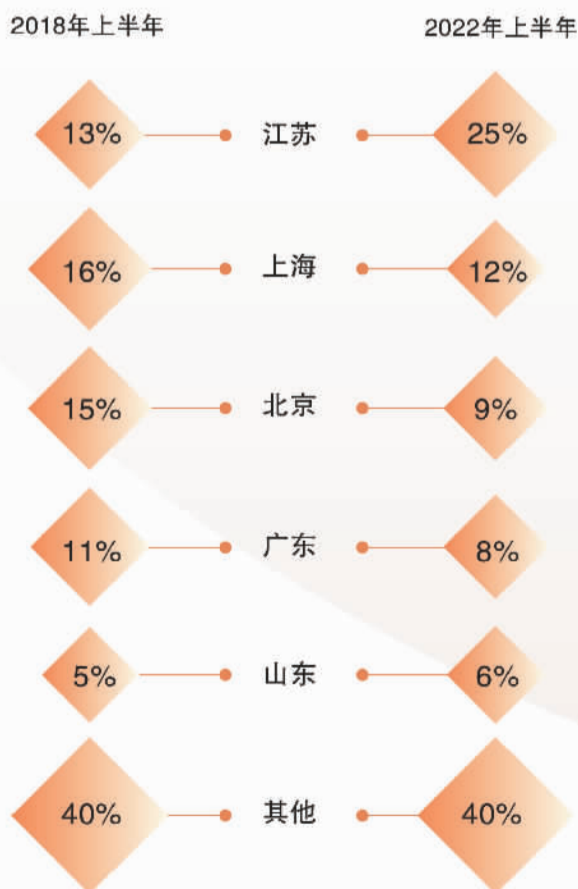 2018年上半年 2022年上半年
13% 江苏 25%
16% 上海 12%
15% 北京 9%
11% 广东 8%
5% 山东 6%
40% 其他 40%